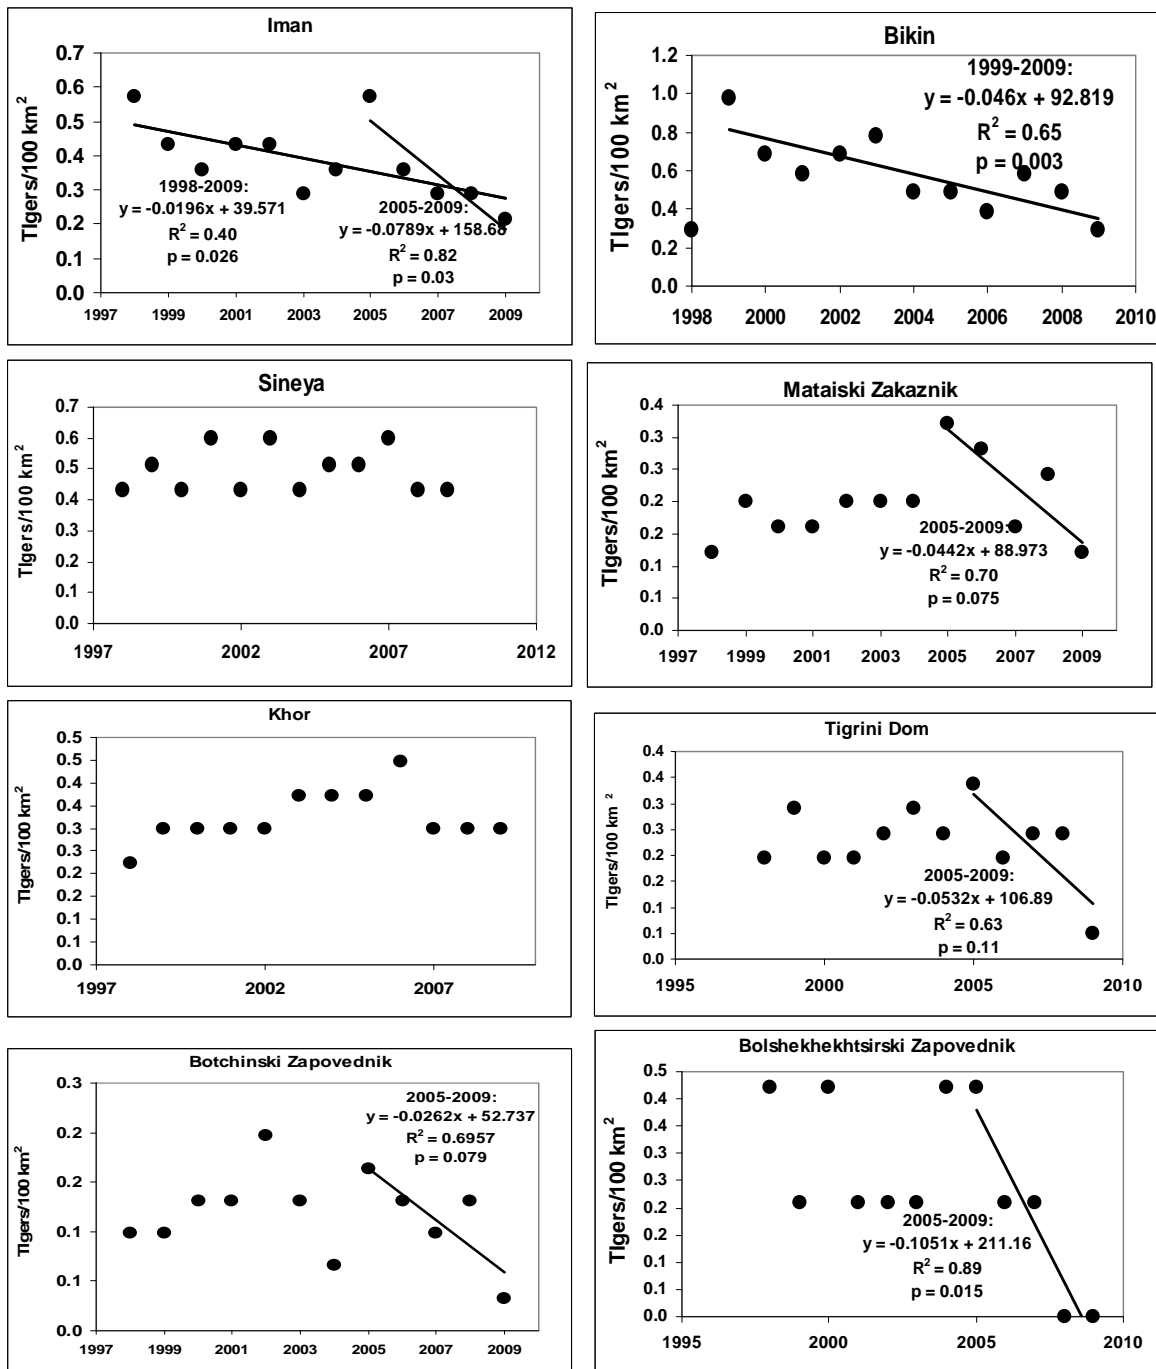 Iman
TIgers/100 km²
0.7
0.6
0.5
0.4
0.3
0.2
0.1
0.0
1998-2009:
y = -0.0196x + 39.571
R² = 0.40
p = 0.026
2005-2009:
y = -0.0789x + 158.68
R² = 0.82
p = 0.03
1997 1999 2001 2003 2005 2007 2009
Bikin
TIgers/100 km²
1.2
1.0
0.8
0.6
0.4
0.2
0.0
1999-2009:
y = -0.046x + 92.819
R² = 0.65
p = 0.003
1998 2000 2002 2004 2006 2008 2010
Sineya
TIgers/100 km²
0.7
0.6
0.5
0.4
0.3
0.2
0.1
0.0
1997 2002 2007 2012
Mataiski Zakaznik
TIgers/100 km²
0.4
0.3
0.3
0.2
0.2
0.1
0.1
0.0
2005-2009:
y = -0.0442x + 88.973
R² = 0.70
p = 0.075
1997 1999 2001 2003 2005 2007 2009
Khor
TIgers/100 km²
0.5
0.5
0.4
0.4
0.3
0.3
0.2
0.2
0.1
0.1
0.0
1997 2002 2007
Tigrini Dom
TIgers/100 km²
0.4
0.4
0.3
0.3
0.2
0.2
0.1
0.1
0.0
2005-2009:
y = -0.0532x + 106.89
R² = 0.63
p = 0.11
1995 2000 2005 2010
Botchinski Zapovednik
TIgers/100 km²
0.3
0.2
0.2
0.1
0.1
0.0
2005-2009:
y = -0.0262x + 52.737
R² = 0.6957
p = 0.079
1997 1999 2001 2003 2005 2007 2009
Bolshekhekhtsirski Zapovednik
TIgers/100 km²
0.5
0.4
0.4
0.3
0.3
0.2
0.2
0.1
0.1
0.0
2005-2009:
y = -0.1051x + 211.16
R² = 0.89
p = 0.015
1995 2000 2005 2010